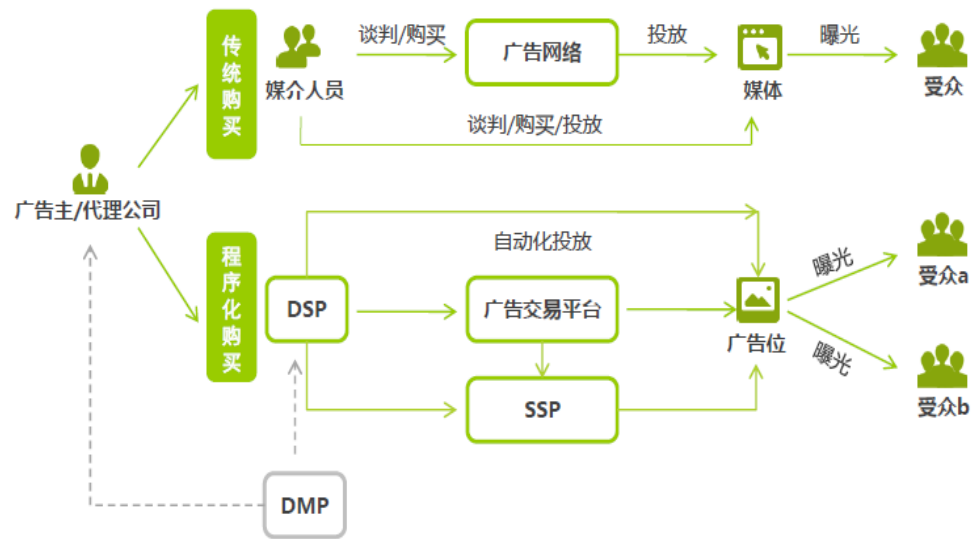 传统购买
媒介人员
谈判/购买
广告网络
投放
媒体
曝光
受众
谈判/购买/投放
广告主/代理公司
程序化购买
DSP
自动化投放
广告交易平台
SSP
广告位
曝光
受众a
曝光
受众b
DMP